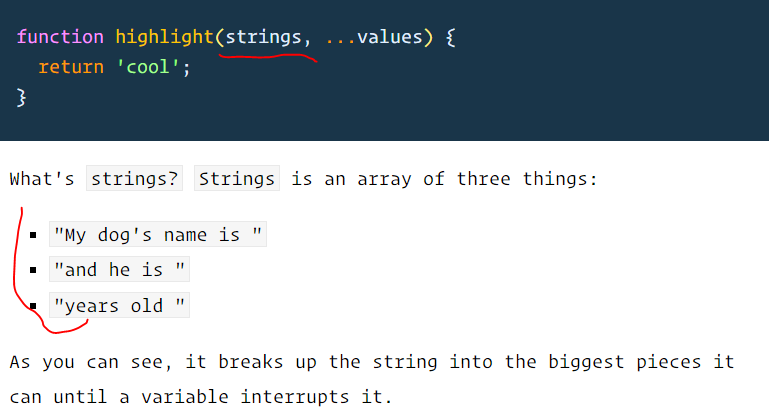 function highlight(strings, ...values) {
return 'cool';
}
What's strings? Strings is an array of three things:
▪ "My dog's name is "
▪ "and he is "
▪ "years old "
As you can see, it breaks up the string into the biggest pieces it
can until a variable interrupts it.